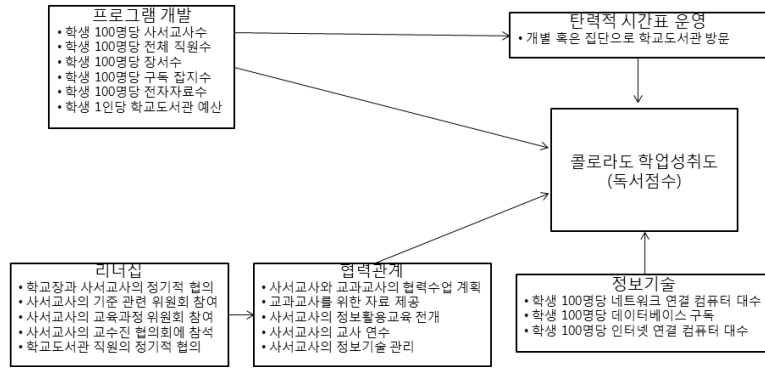 프로그램 개발
• 학생 100명당 사서교사수
• 학생 100명당 전체 직원수
• 학생 100명당 장서수
• 학생 100명당 구독 잡지수
• 학생 100명당 전자자료수
• 학생 1인당 학교도서관 예산
탄력적 시간표 운영
• 개별 혹은 집단으로 학교도서관 방문
콜로라도 학업성취도
(독서점수)
리너십
• 학교장과 사서교사의 정기적 협의
• 사서교사의 기준 관련 위원회 참여
• 사서교사의 교육과정 위원회 참여
• 사서교사의 교수진 협의회에 참석
• 학교도서관 직원의 정기적 협의
협력관계
• 사서교사와 교과교사의 협력수업 계획
• 교과교사를 위한 자료 제공
• 사서교사의 정보활용교육 전개
• 사서교사의 교사 연수
• 사서교사의 정보기술 관리
정보기술
• 학생 100명당 네트워크 연결 컴퓨터 대수
• 학생 100명당 데이터베이스 구독
• 학생 100명당 인터넷 연결 컴퓨터 대수